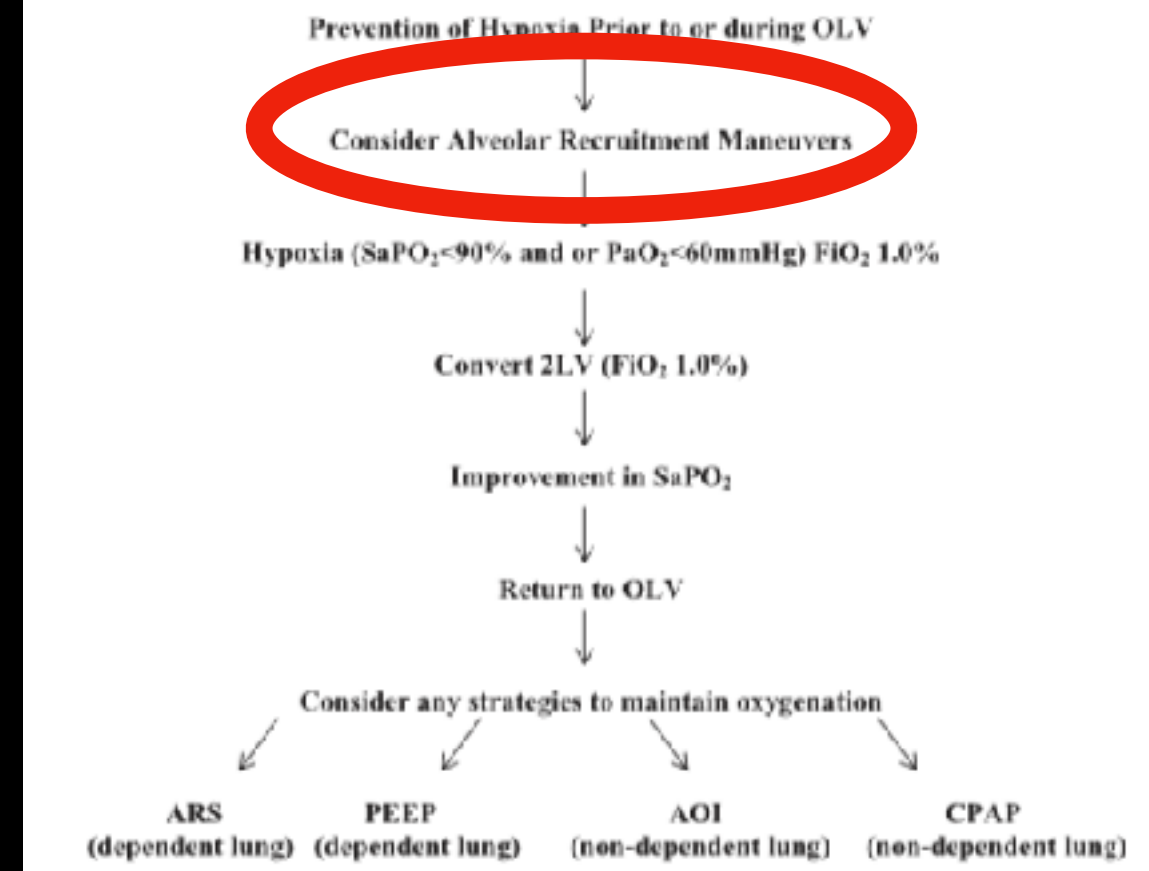 Prevention of Hypoxia Prior to or during OLV
Consider Alveolar Recruitment Maneuvers
Hypoxia (SaPO₂<90% and or PaO₂<60mmHg) FiO₂ 1.0%
Convert 2LV (FiO₂ 1.0%)
Improvement in SaPO₂
Return to OLV
Consider any strategies to maintain oxygenation
ARS PEEP AOI CPAP
(dependent lung) (dependent lung) (non-dependent lung) (non-dependent lung)